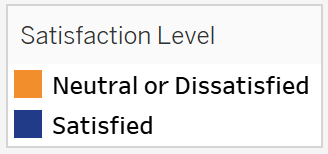 Satisfaction Level
Neutral or Dissatisfied
Satisfied